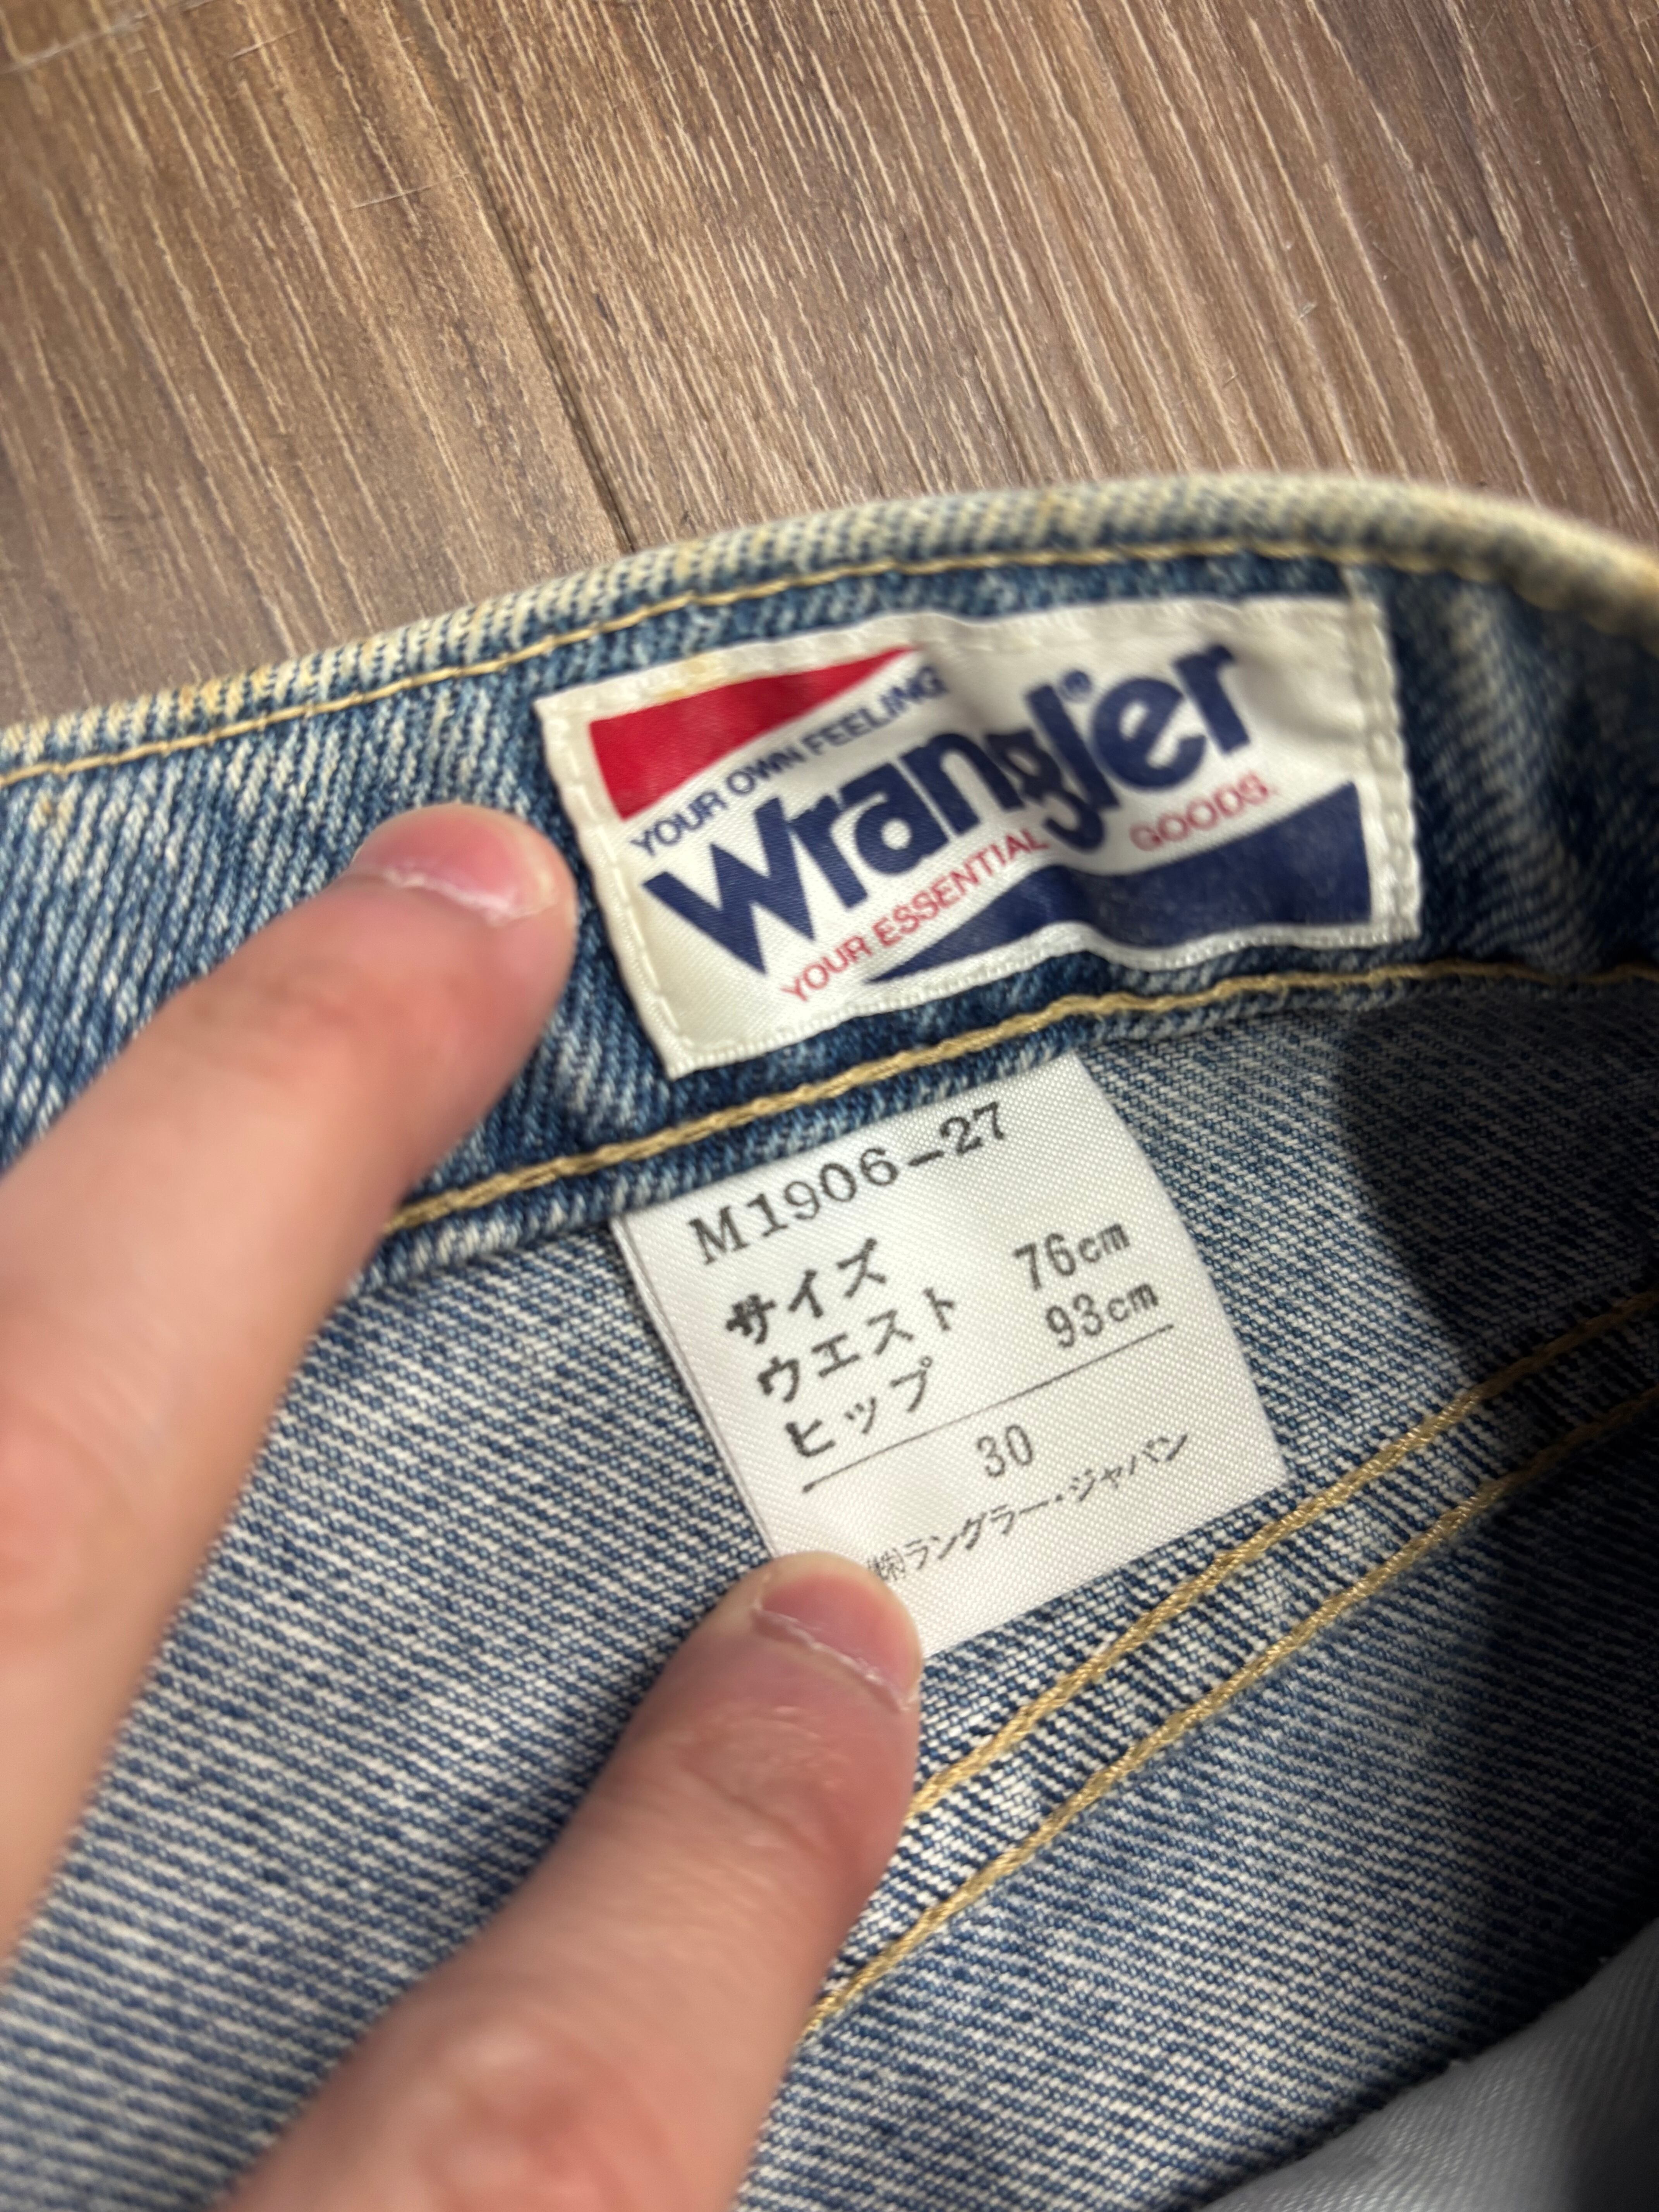 YOUR OWN FEELING
Wrangler®
YOUR ESSENTIAL GOODS.
M1906-27
サイズ
ウエスト 76cm
ヒップ 93cm
30
(株)ラングラー・ジャパン